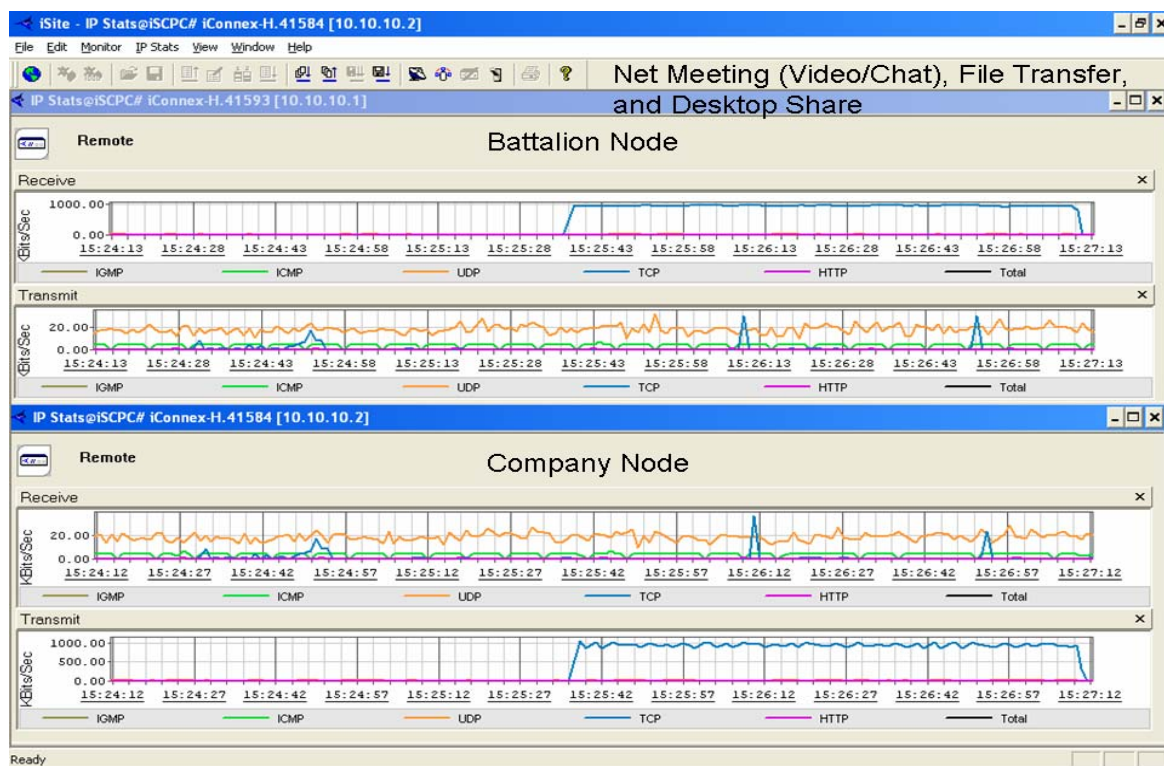 iSite - IP Stats@iSCPC# iConnex-H.41584 [10.10.10.2]
File Edit Monitor IP Stats View Window Help
Net Meeting (Video/Chat), File Transfer,
and Desktop Share
IP Stats@iSCPC# iConnex-H.41593 [10.10.10.1]
Remote
Battalion Node
Receive
KBits/Sec
1000.00
0.00
15:24:13 15:24:28 15:24:43 15:24:58 15:25:13 15:25:28 15:25:43 15:25:58 15:26:13 15:26:28 15:26:43 15:26:58 15:27:13
IGMP ICMP UDP TCP HTTP Total
Transmit
KBits/Sec
20.00
0.00
15:24:13 15:24:28 15:24:43 15:24:58 15:25:13 15:25:28 15:25:43 15:25:58 15:26:13 15:26:28 15:26:43 15:26:58 15:27:13
IGMP ICMP UDP TCP HTTP Total
IP Stats@iSCPC# iConnex-H.41584 [10.10.10.2]
Remote
Company Node
Receive
KBits/Sec
20.00
0.00
15:24:12 15:24:27 15:24:42 15:24:57 15:25:12 15:25:27 15:25:42 15:25:57 15:26:12 15:26:27 15:26:42 15:26:57 15:27:12
IGMP ICMP UDP TCP HTTP Total
Transmit
KBits/Sec
1000.00
500.00
0.00
15:24:12 15:24:27 15:24:42 15:24:57 15:25:12 15:25:27 15:25:42 15:25:57 15:26:12 15:26:27 15:26:42 15:26:57 15:27:12
IGMP ICMP UDP TCP HTTP Total
Ready